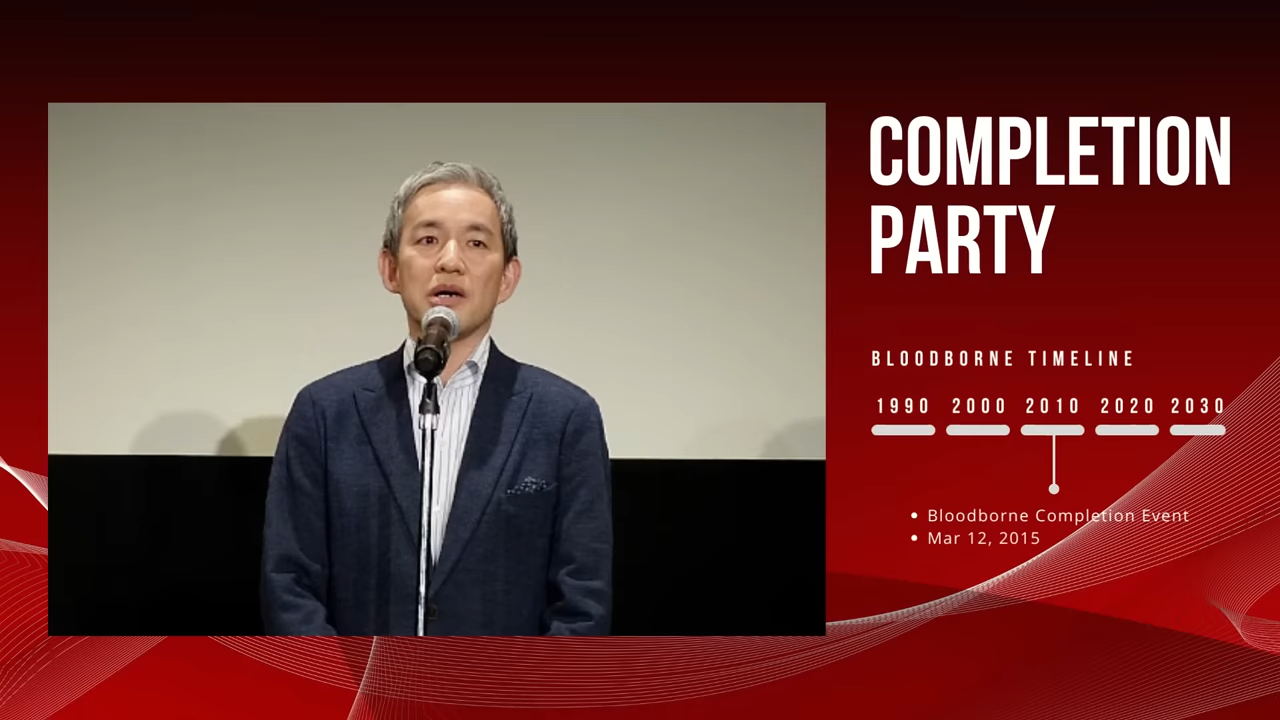 COMPLETION
PARTY
BLOODBORNE TIMELINE
1990 2000 2010 2020 2030
• Bloodborne Completion Event
• Mar 12, 2015